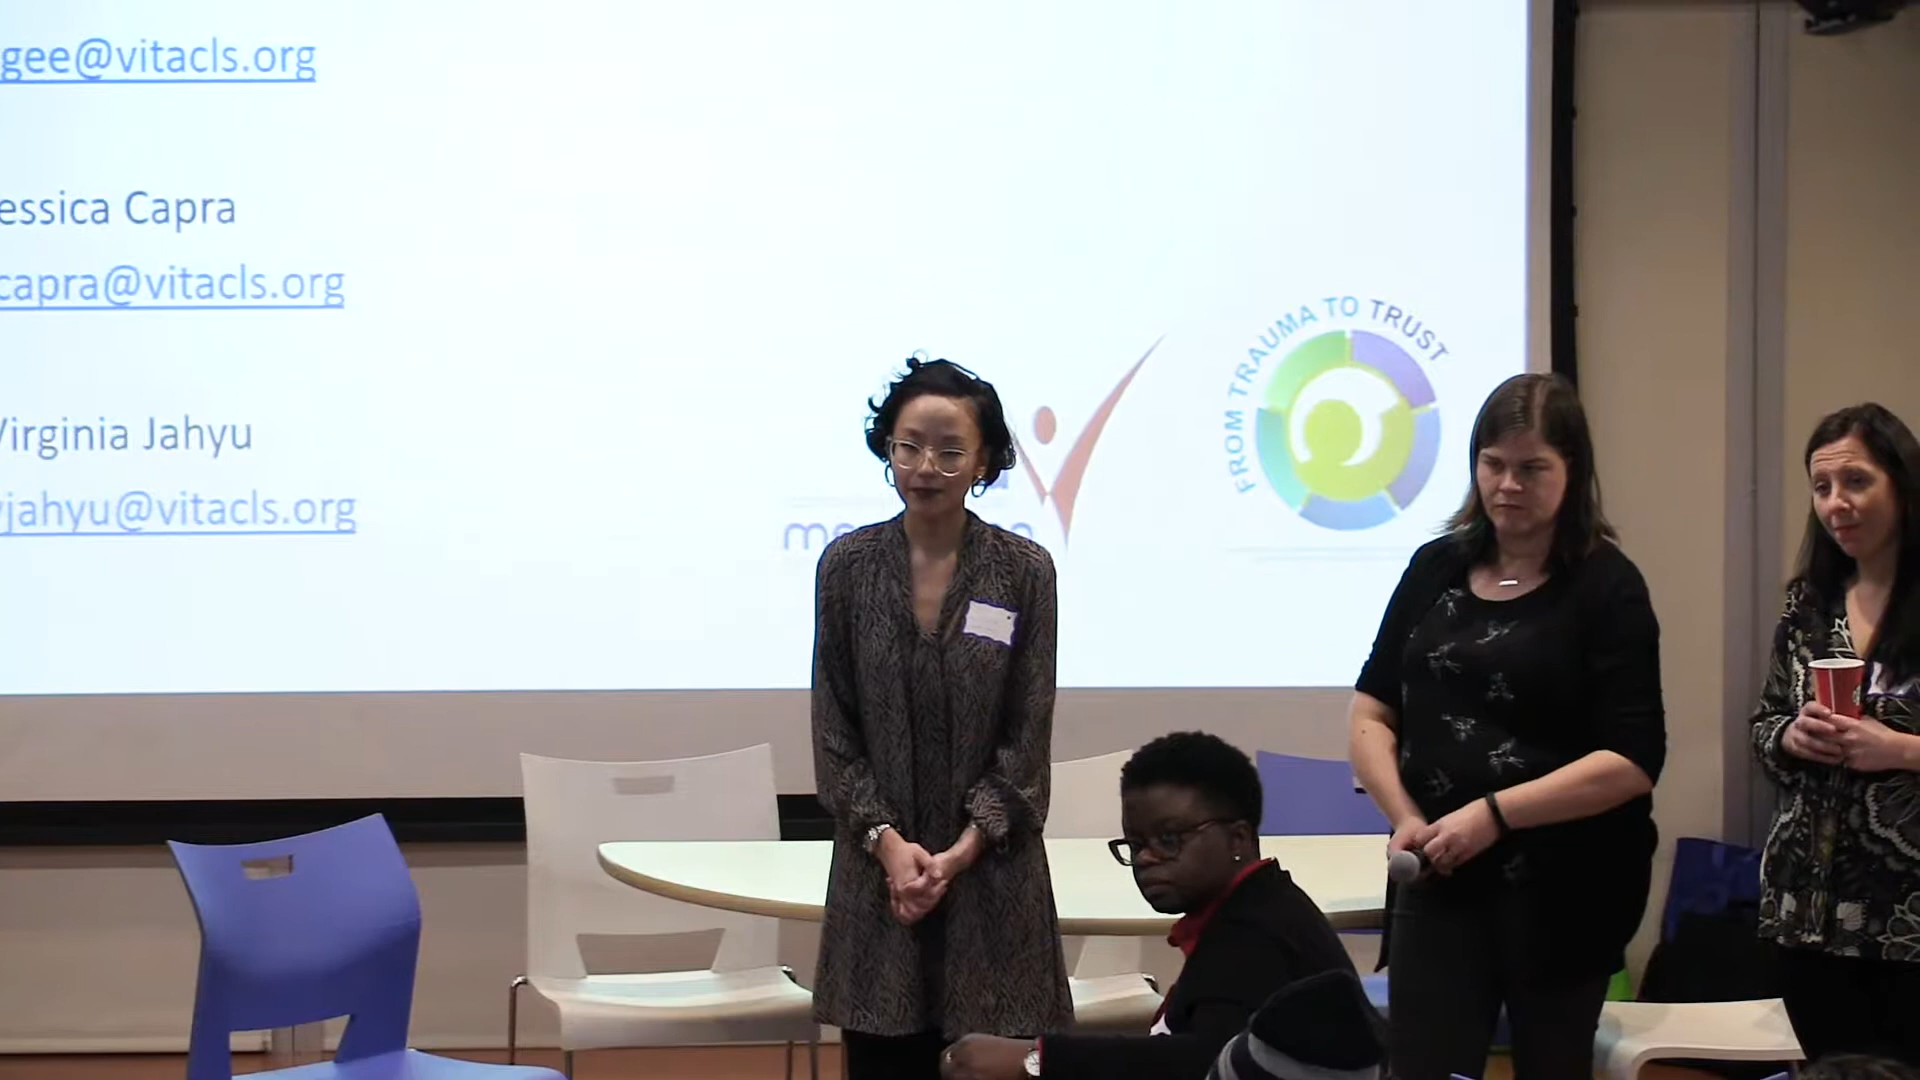 gee@vitacls.org
essica Capra
capra@vitacls.org
Virginia Jahyu
vjahyu@vitacls.org
FROM TRAUMA TO TRUST